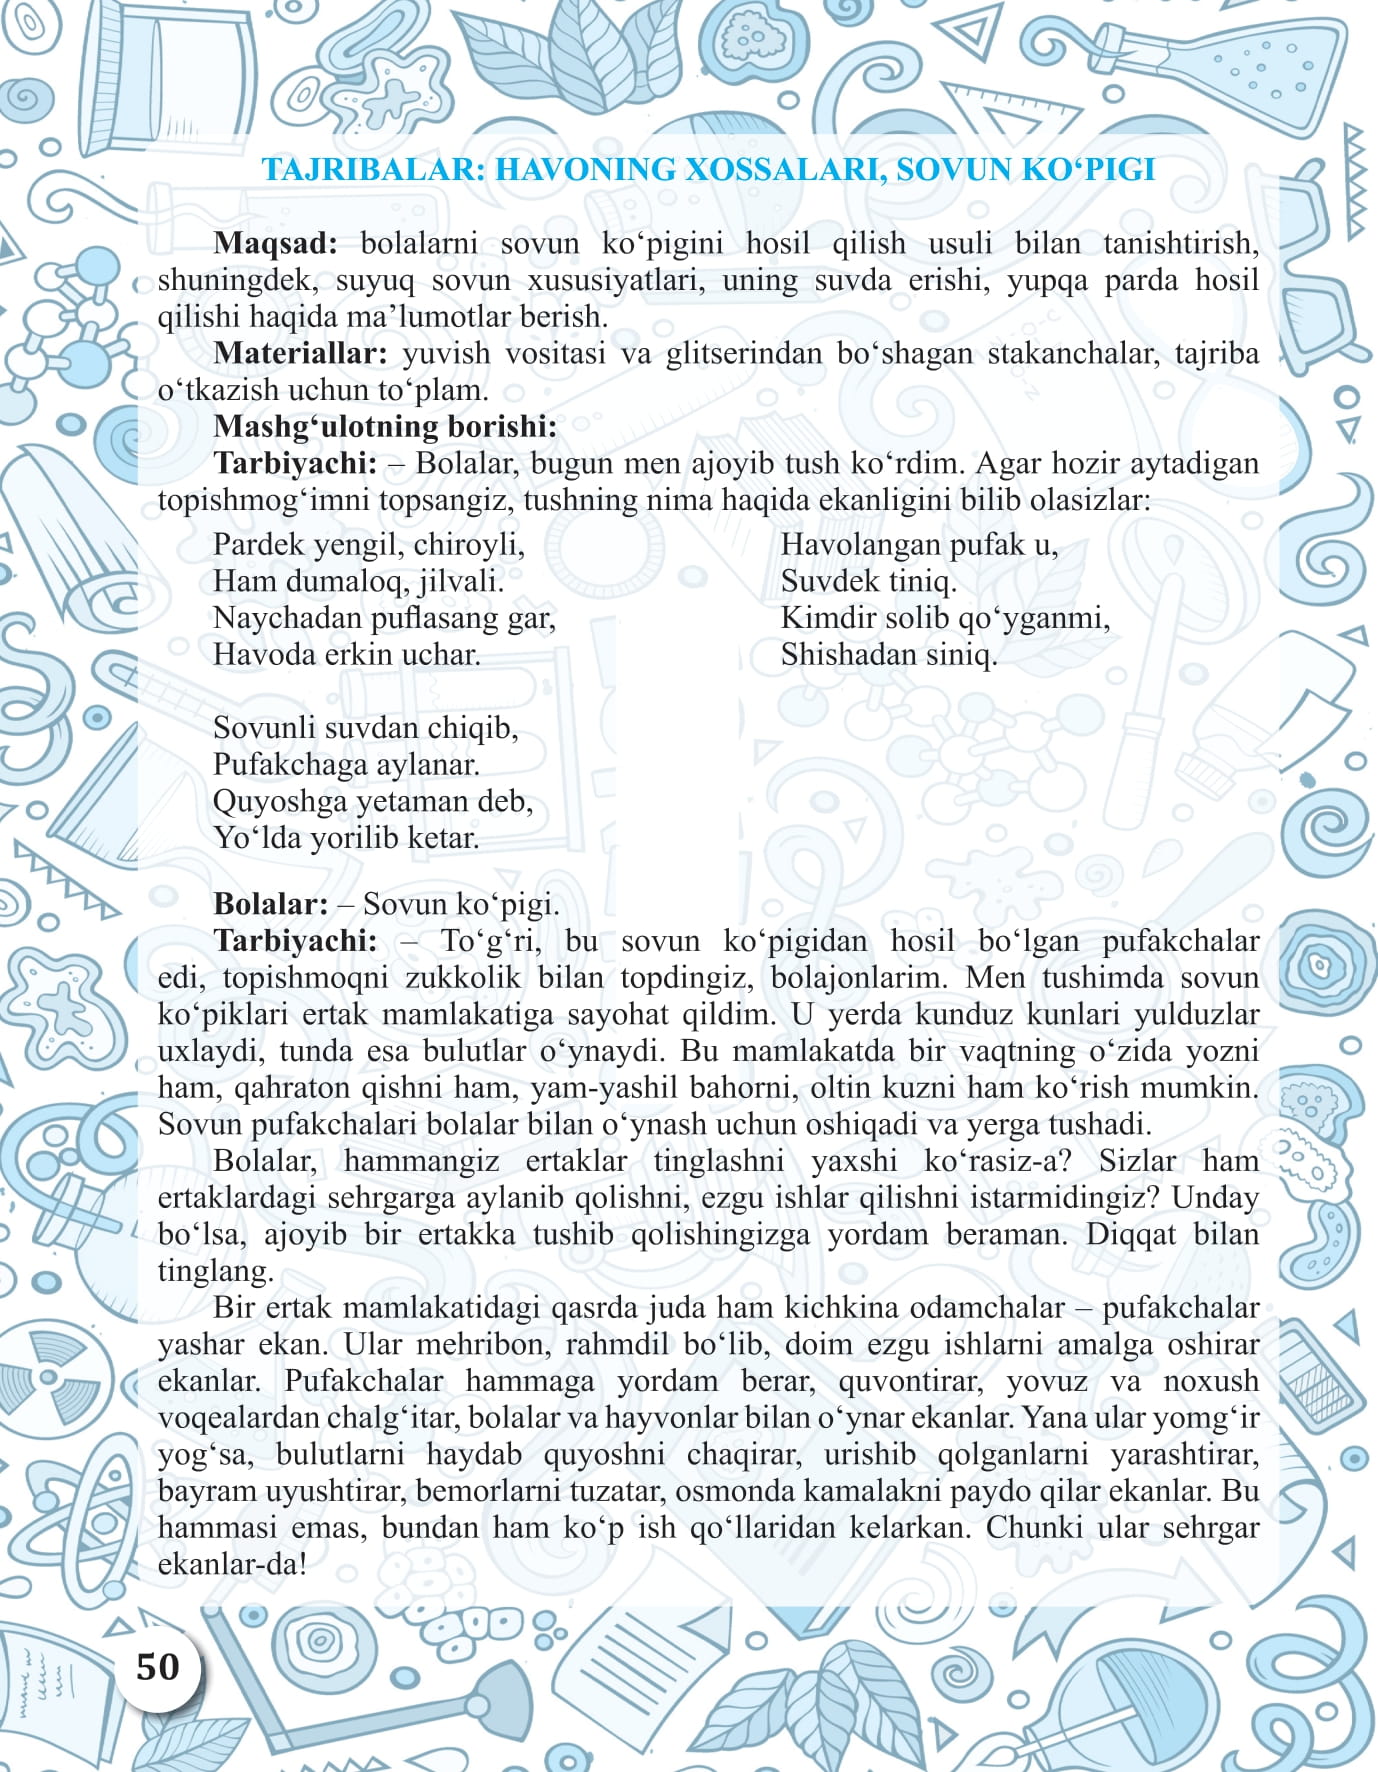 TAJRIBALAR: HAVONING XOSSALARI, SOVUN KO‘PIGI
Maqsad: bolalarni sovun ko‘pigini hosil qilish usuli bilan tanishtirish,
shuningdek, suyuq sovun xususiyatlari, uning suvda erishi, yupqa parda hosil
qilishi haqida ma’lumotlar berish.
Materiallar: yuvish vositasi va glitserindan bo‘shagan stakanchalar, tajriba
o‘tkazish uchun to‘plam.
Mashg‘ulotning borishi:
Tarbiyachi: – Bolalar, bugun men ajoyib tush ko‘rdim. Agar hozir aytadigan
topishmog‘imni topsangiz, tushning nima haqida ekanligini bilib olasizlar:
Pardek yengil, chiroyli,
Ham dumaloq, jilvali.
Naychadan puflasang gar,
Havoda erkin uchar.
Havolangan pufak u,
Suvdek tiniq.
Kimdir solib qo‘yganmi,
Shishadan siniq.
Sovunli suvdan chiqib,
Pufakchaga aylanar.
Quyoshga yetaman deb,
Yo‘lda yorilib ketar.
Bolalar: – Sovun ko‘pigi.
Tarbiyachi: – To‘g‘ri, bu sovun ko‘pigidan hosil bo‘lgan pufakchalar
edi, topishmoqni zukkolik bilan topdingiz, bolajonlarim. Men tushimda sovun
ko‘piklari ertak mamlakatiga sayohat qildim. U yerda kunduz kunlari yulduzlar
uxlaydi, tunda esa bulutlar o‘ynaydi. Bu mamlakatda bir vaqtning o‘zida yozni
ham, qahraton qishni ham, yam-yashil bahorni, oltin kuzni ham ko‘rish mumkin.
Sovun pufakchalari bolalar bilan o‘ynash uchun oshiqadi va yerga tushadi.
Bolalar, hammangiz ertaklar tinglashni yaxshi ko‘rasiz-a? Sizlar ham
ertaklardagi sehrgarga aylanib qolishni, ezgu ishlar qilishni istarmidingiz? Unday
bo‘lsa, ajoyib bir ertakka tushib qolishingizga yordam beraman. Diqqat bilan
tinglang.
Bir ertak mamlakatidagi qasrda juda ham kichkina odamchalar – pufakchalar
yashar ekan. Ular mehribon, rahmdil bo‘lib, doim ezgu ishlarni amalga oshirar
ekanlar. Pufakchalar hammaga yordam berar, quvontirar, yovuz va noxush
voqealardan chalg‘itar, bolalar va hayvonlar bilan o‘ynar ekanlar. Yana ular yomg‘ir
yog‘sa, bulutlarni haydab quyoshni chaqirar, urishib qolganlarni yarashtirar,
bayram uyushtirar, bemorlarni tuzatar, osmonda kamalakni paydo qilar ekanlar. Bu
hammasi emas, bundan ham ko‘p ish qo‘llaridan kelarkan. Chunki ular sehrgar
ekanlar-da!
50